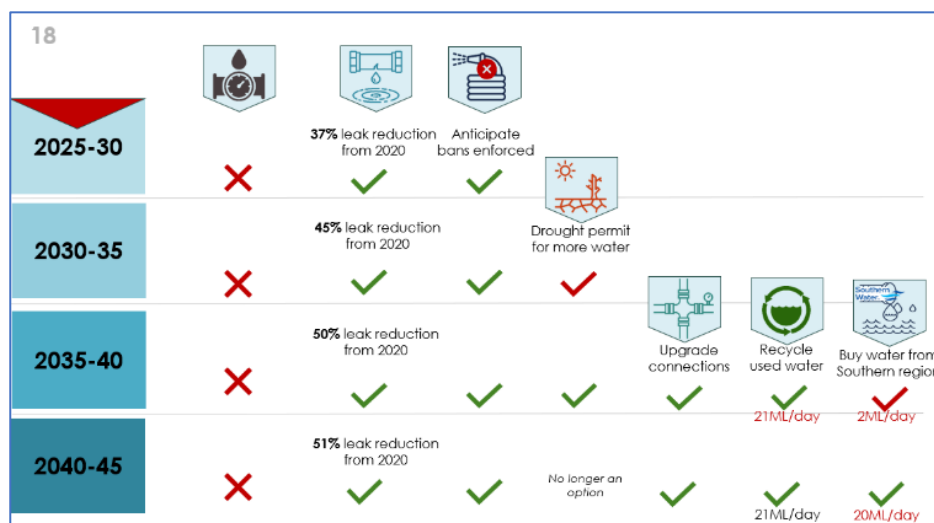 18
37% leak reduction
from 2020
Anticipate
bans enforced
2025-30
45% leak reduction
from 2020
Drought permit
for more water
2030-35
Southern
Water
50% leak reduction
from 2020
Upgrade
connections
Recycle
used water
Buy water from
Southern region
2035-40
21ML/day
2ML/day
51% leak reduction
from 2020
2040-45
No longer an
option
21ML/day
20ML/day